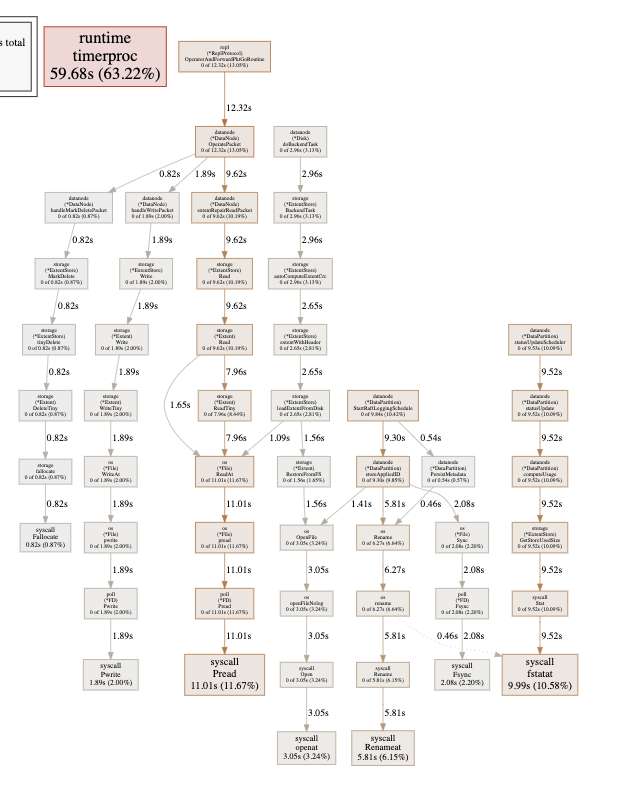 s total
runtime
timerproc
59.68s (63.22%)
repl
(*ReplProtocol)
OperatorAndForwardPktGoRoutine
0 of 12.32s (13.05%)
12.32s
datanode
(*DataNode)
OperatePacket
0 of 12.32s (13.05%)
datanode
(*Disk)
doBackendTask
0 of 2.96s (3.13%)
0.82s
1.89s
9.62s
2.96s
datanode
(*DataNode)
handleMarkDeletePacket
0 of 0.82s (0.87%)
datanode
(*DataNode)
handleWritePacket
0 of 1.89s (2.00%)
datanode
(*DataNode)
extentRepairReadPacket
0 of 9.62s (10.19%)
storage
BackendTask
0 of 2.96s (3.13%)
0.82s
1.89s
9.62s
2.96s
storage
(*ExtentStore)
MarkDelete
0 of 0.82s (0.87%)
storage
(*ExtentStore)
Write
0 of 1.89s (2.00%)
storage
(*ExtentStore)
Read
0 of 9.62s (10.19%)
storage
(*ExtentStore)
autoComputeExtentCrc
0 of 2.96s (3.13%)
0.82s
1.89s
9.62s
2.65s
storage
(*ExtentStore)
tinyDelete
0 of 0.82s (0.87%)
storage
(*Extent)
Write
0 of 1.89s (2.00%)
storage
(*Extent)
Read
0 of 9.62s (10.19%)
storage
(*ExtentStore)
extentWithHeader
0 of 2.65s (2.81%)
datanode
(*DataPartition)
statusUpdateScheduler
0 of 9.53s (10.09%)
0.82s
1.89s
1.65s
7.96s
2.65s
9.52s
storage
(*Extent)
DeleteTiny
0 of 0.82s (0.87%)
storage
(*Extent)
WriteTiny
0 of 1.89s (2.00%)
storage
(*Extent)
ReadTiny
0 of 7.96s (8.43%)
storage
(*ExtentStore)
loadExtentFromDisk
0 of 2.65s (2.81%)
datanode
(*DataPartition)
StartRaftLoggingSchedule
0 of 9.84s (10.42%)
datanode
(*DataPartition)
statusUpdate
0 of 9.52s (10.09%)
0.82s
1.89s
7.96s
1.09s
1.56s
9.30s
0.54s
9.52s
storage
fallocate
0 of 0.82s (0.87%)
os
(*File)
WriteAt
0 of 1.89s (2.00%)
os
(*File)
ReadAt
0 of 11.01s (11.67%)
storage
(*Extent)
RestoreFromFS
0 of 1.56s (1.65%)
datanode
(*DataPartition)
storeAppliedID
0 of 9.30s (9.85%)
datanode
(*DataPartition)
PersistMetadata
0 of 0.54s (0.57%)
datanode
(*DataPartition)
computeUsage
0 of 9.52s (10.09%)
0.82s
1.89s
11.01s
1.56s
1.41s
5.81s
0.46s
2.08s
9.52s
syscall
Fallocate
0.82s (0.87%)
os
(*File)
pwrite
0 of 1.89s (2.00%)
os
(*File)
pread
0 of 11.01s (11.67%)
os
OpenFile
0 of 3.05s (3.24%)
os
Rename
0 of 6.27s (6.64%)
os
(*File)
Sync
0 of 2.08s (2.20%)
storage
(*ExtentStore)
GetStoreUsedSize
0 of 9.52s (10.09%)
1.89s
11.01s
3.05s
6.27s
2.08s
9.52s
poll
(*FD)
Pwrite
0 of 1.89s (2.00%)
poll
(*FD)
Pread
0 of 11.01s (11.67%)
os
openFileNolog
0 of 3.05s (3.24%)
os
rename
0 of 6.27s (6.64%)
poll
(*FD)
Fsync
0 of 2.08s (2.20%)
syscall
Stat
0 of 9.52s (10.09%)
1.89s
11.01s
3.05s
5.81s
0.46s
2.08s
9.52s
syscall
Pwrite
1.89s (2.00%)
syscall
Pread
11.01s (11.67%)
syscall
Open
0 of 3.05s (3.24%)
syscall
Rename
0 of 5.81s (6.15%)
syscall
Fsync
2.08s (2.20%)
syscall
fstatat
9.99s (10.58%)
3.05s
5.81s
syscall
openat
3.05s (3.24%)
syscall
Renameat
5.81s (6.15%)